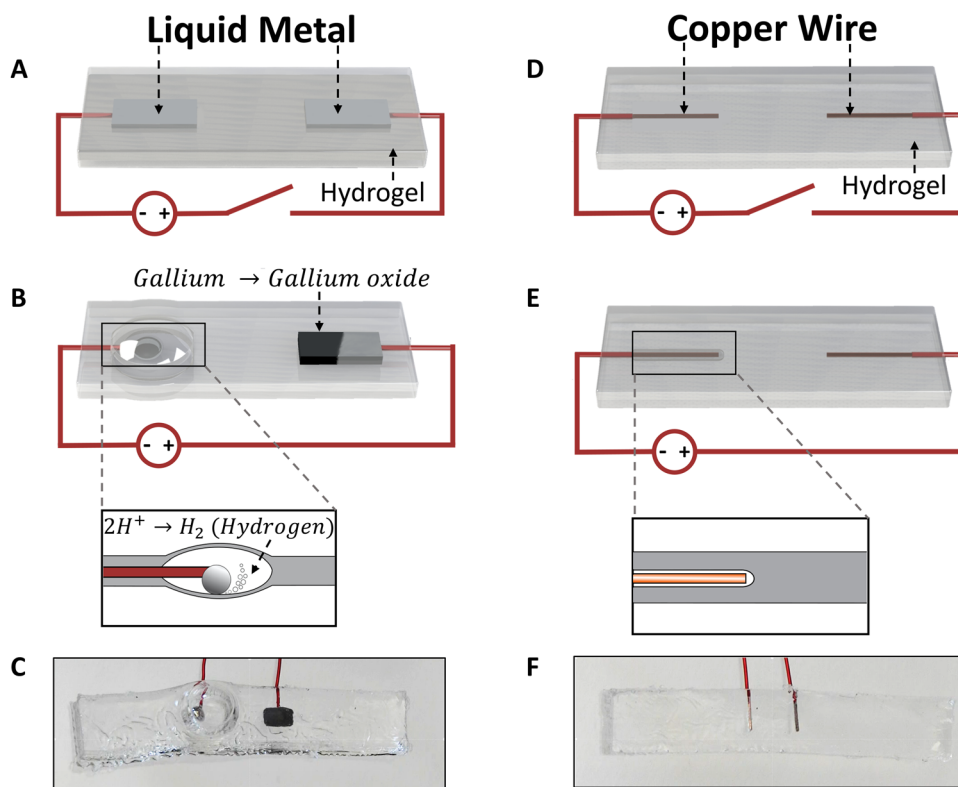 Liquid Metal
Copper Wire
A
Hydrogel
- +
D
Hydrogel
- +
B
Gallium → Gallium oxide
- +
2H⁺ → H₂ (Hydrogen)
E
- +
C
F